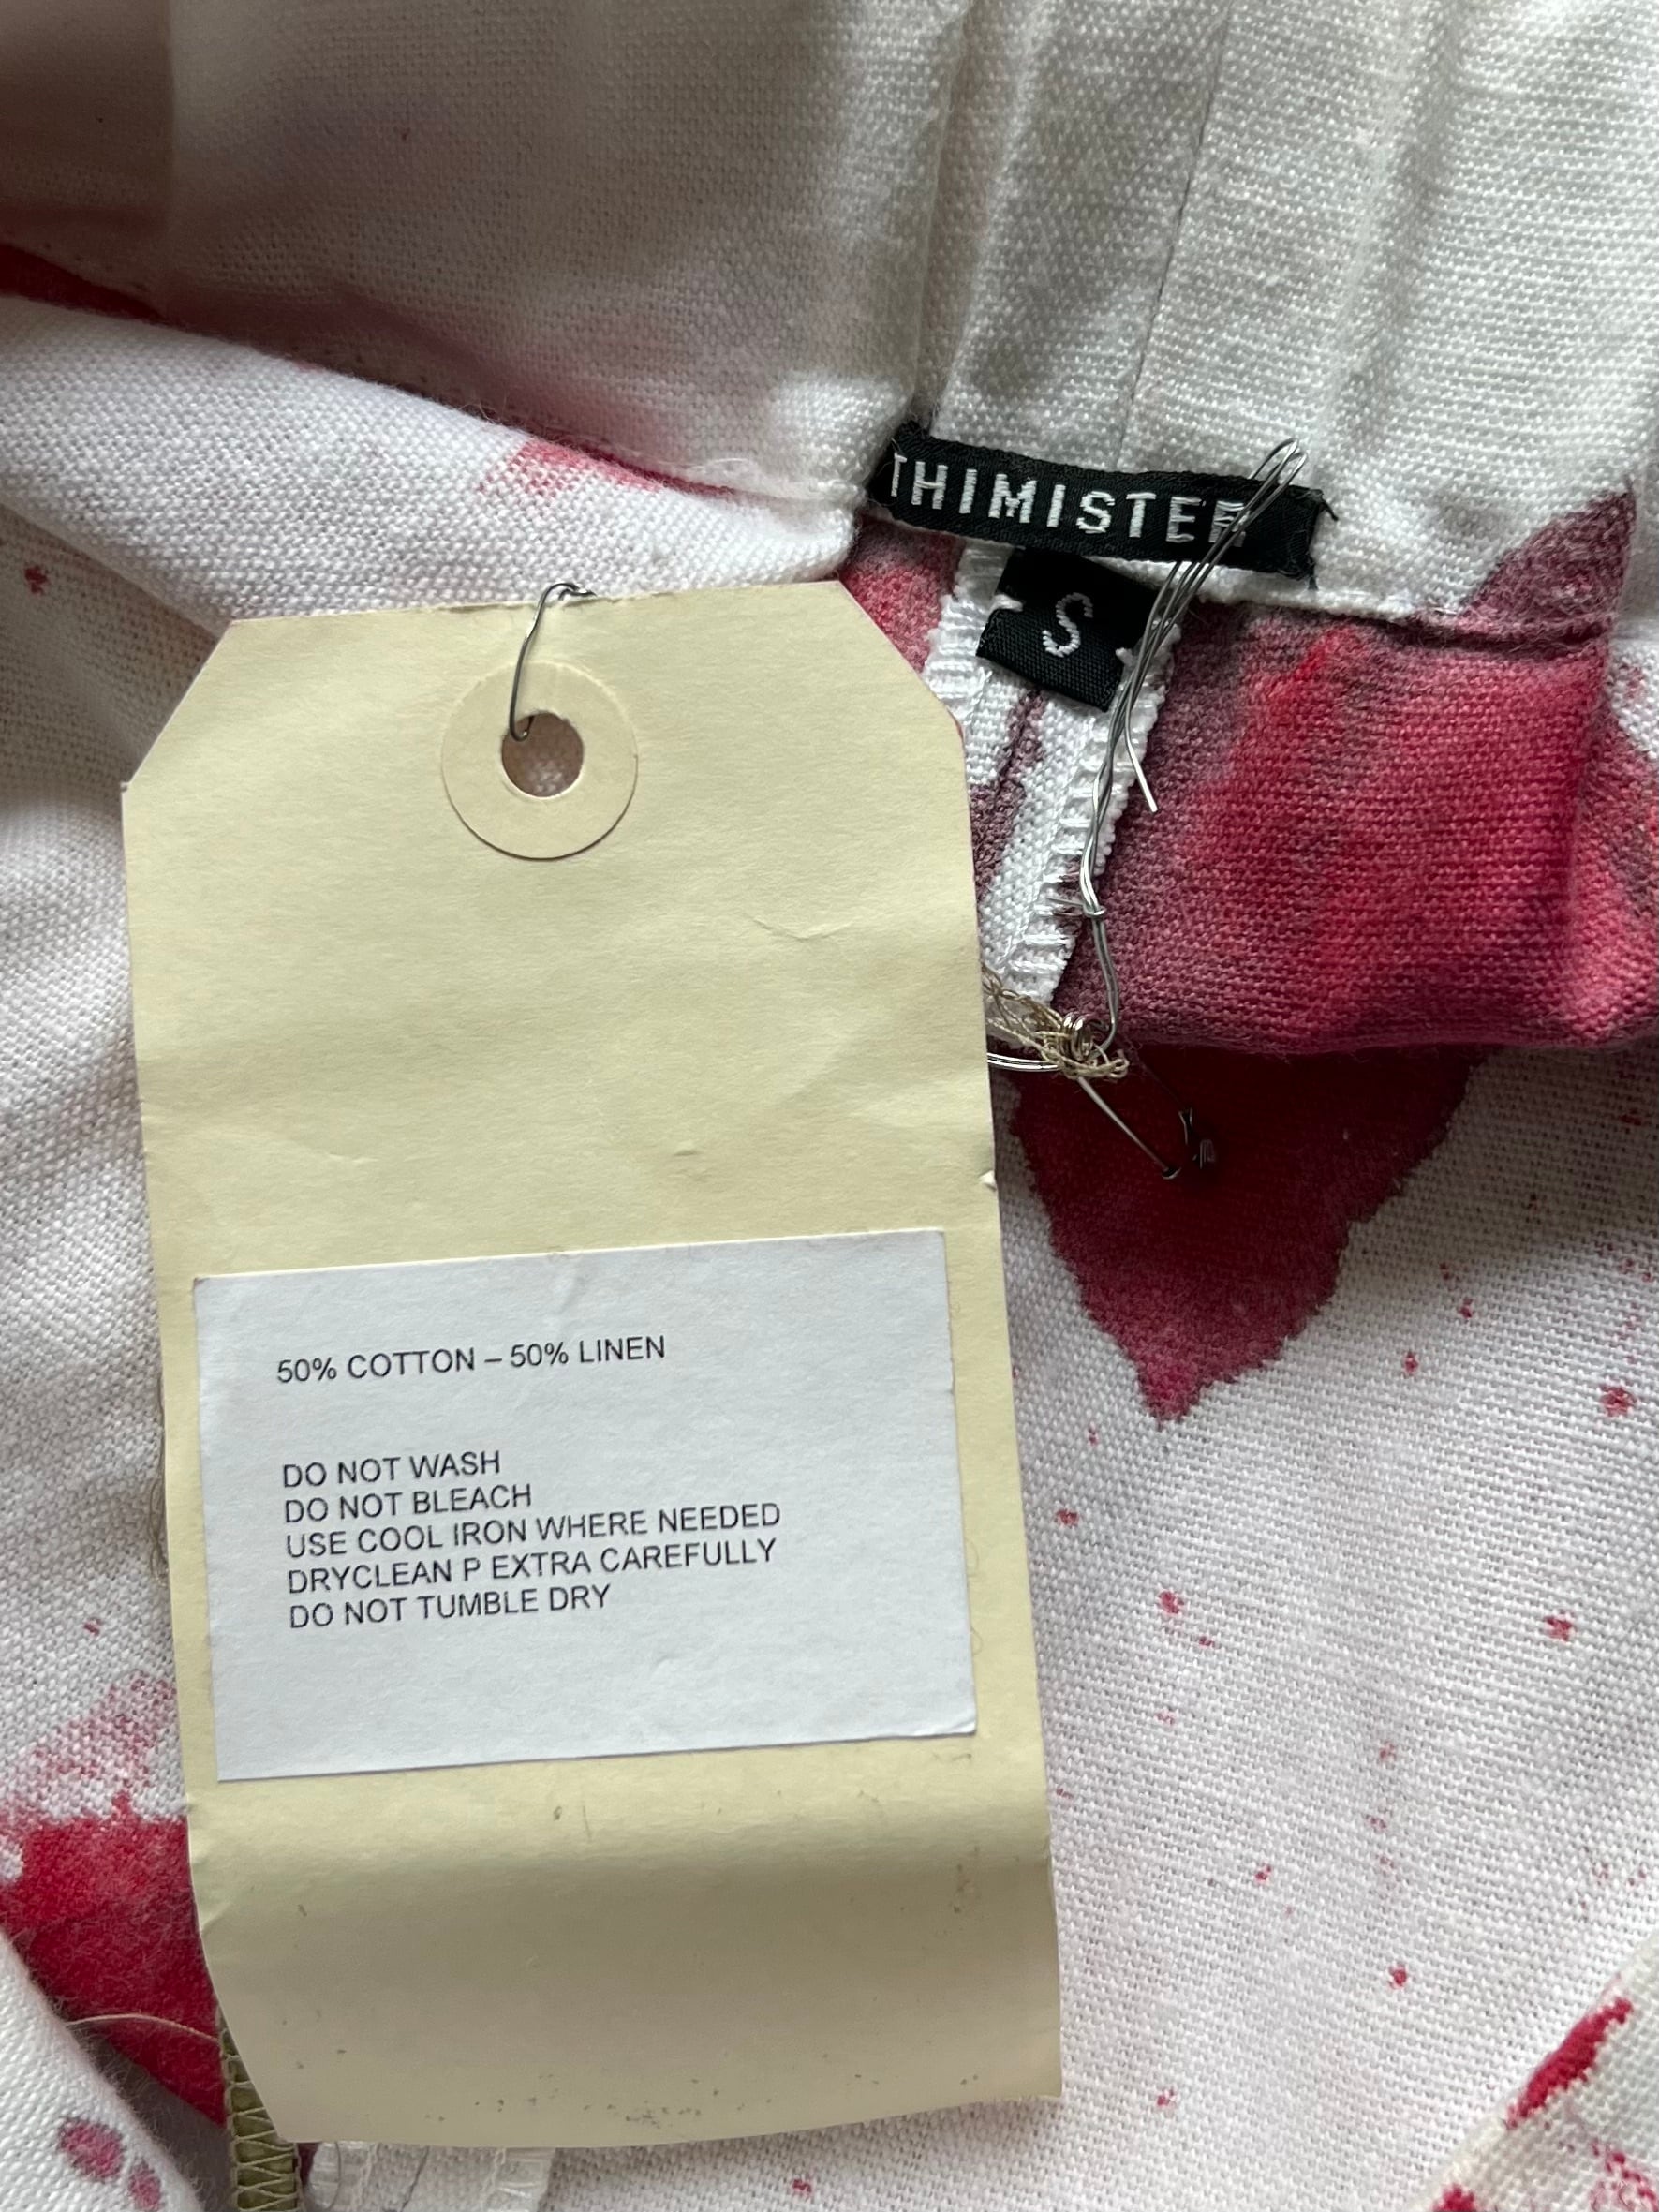 THIMISTER
S
50% COTTON – 50% LINEN
DO NOT WASH
DO NOT BLEACH
USE COOL IRON WHERE NEEDED
DRYCLEAN P EXTRA CAREFULLY
DO NOT TUMBLE DRY